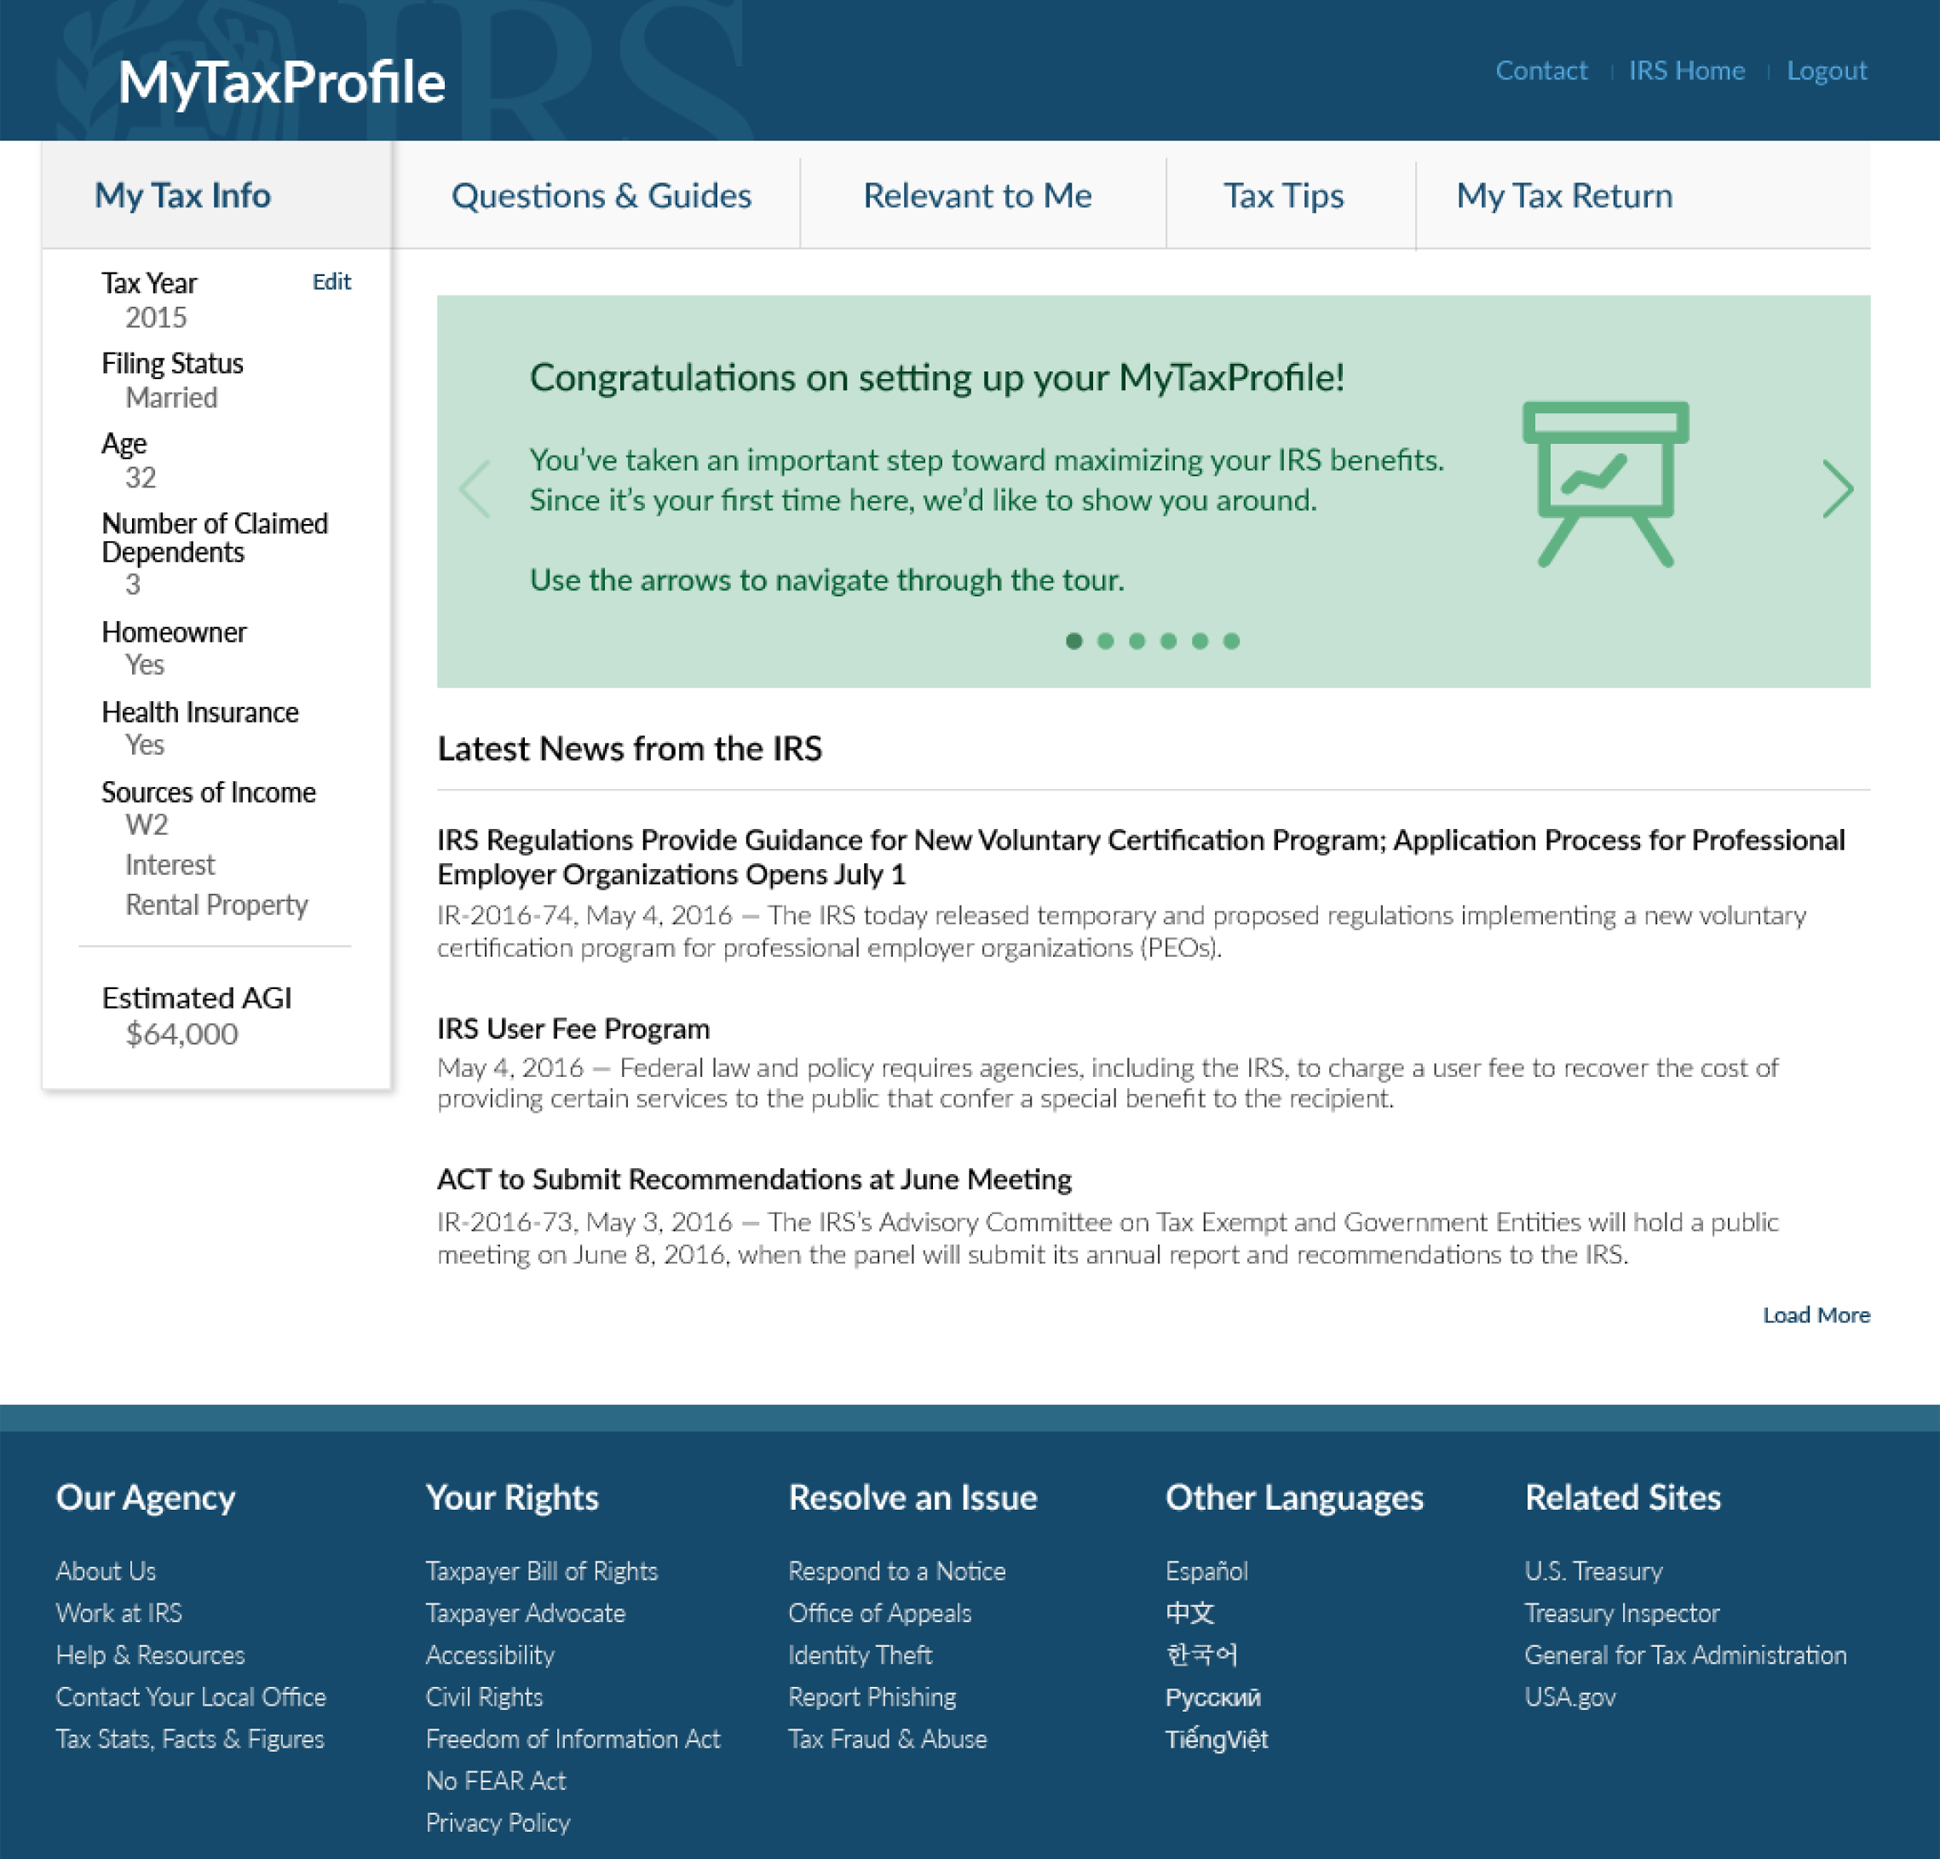 IRS
MyTaxProfile
Contact
IRS Home
Logout
My Tax Info
Questions & Guides
Relevant to Me
Tax Tips
My Tax Return
Tax Year
Edit
2015
Filing Status
Married
Age
32
Number of Claimed
Dependents
3
Homeowner
Yes
Health Insurance
Yes
Sources of Income
W2
Interest
Rental Property
Estimated AGI
$64,000
Congratulations on setting up your MyTaxProfile!
You’ve taken an important step toward maximizing your IRS benefits.
Since it’s your first time here, we’d like to show you around.
Use the arrows to navigate through the tour.
Latest News from the IRS
IRS Regulations Provide Guidance for New Voluntary Certification Program; Application Process for Professional
Employer Organizations Opens July 1
IR-2016-74, May 4, 2016 — The IRS today released temporary and proposed regulations implementing a new voluntary
certification program for professional employer organizations (PEOs).
IRS User Fee Program
May 4, 2016 — Federal law and policy requires agencies, including the IRS, to charge a user fee to recover the cost of
providing certain services to the public that confer a special benefit to the recipient.
ACT to Submit Recommendations at June Meeting
IR-2016-73, May 3, 2016 — The IRS’s Advisory Committee on Tax Exempt and Government Entities will hold a public
meeting on June 8, 2016, when the panel will submit its annual report and recommendations to the IRS.
Load More
Our Agency
About Us
Work at IRS
Help & Resources
Contact Your Local Office
Tax Stats, Facts & Figures
Your Rights
Taxpayer Bill of Rights
Taxpayer Advocate
Accessibility
Civil Rights
Freedom of Information Act
No FEAR Act
Privacy Policy
Resolve an Issue
Respond to a Notice
Office of Appeals
Identity Theft
Report Phishing
Tax Fraud & Abuse
Other Languages
Español
中文
한국어
Русский
TiếngViệt
Related Sites
U.S. Treasury
Treasury Inspector
General for Tax Administration
USA.gov